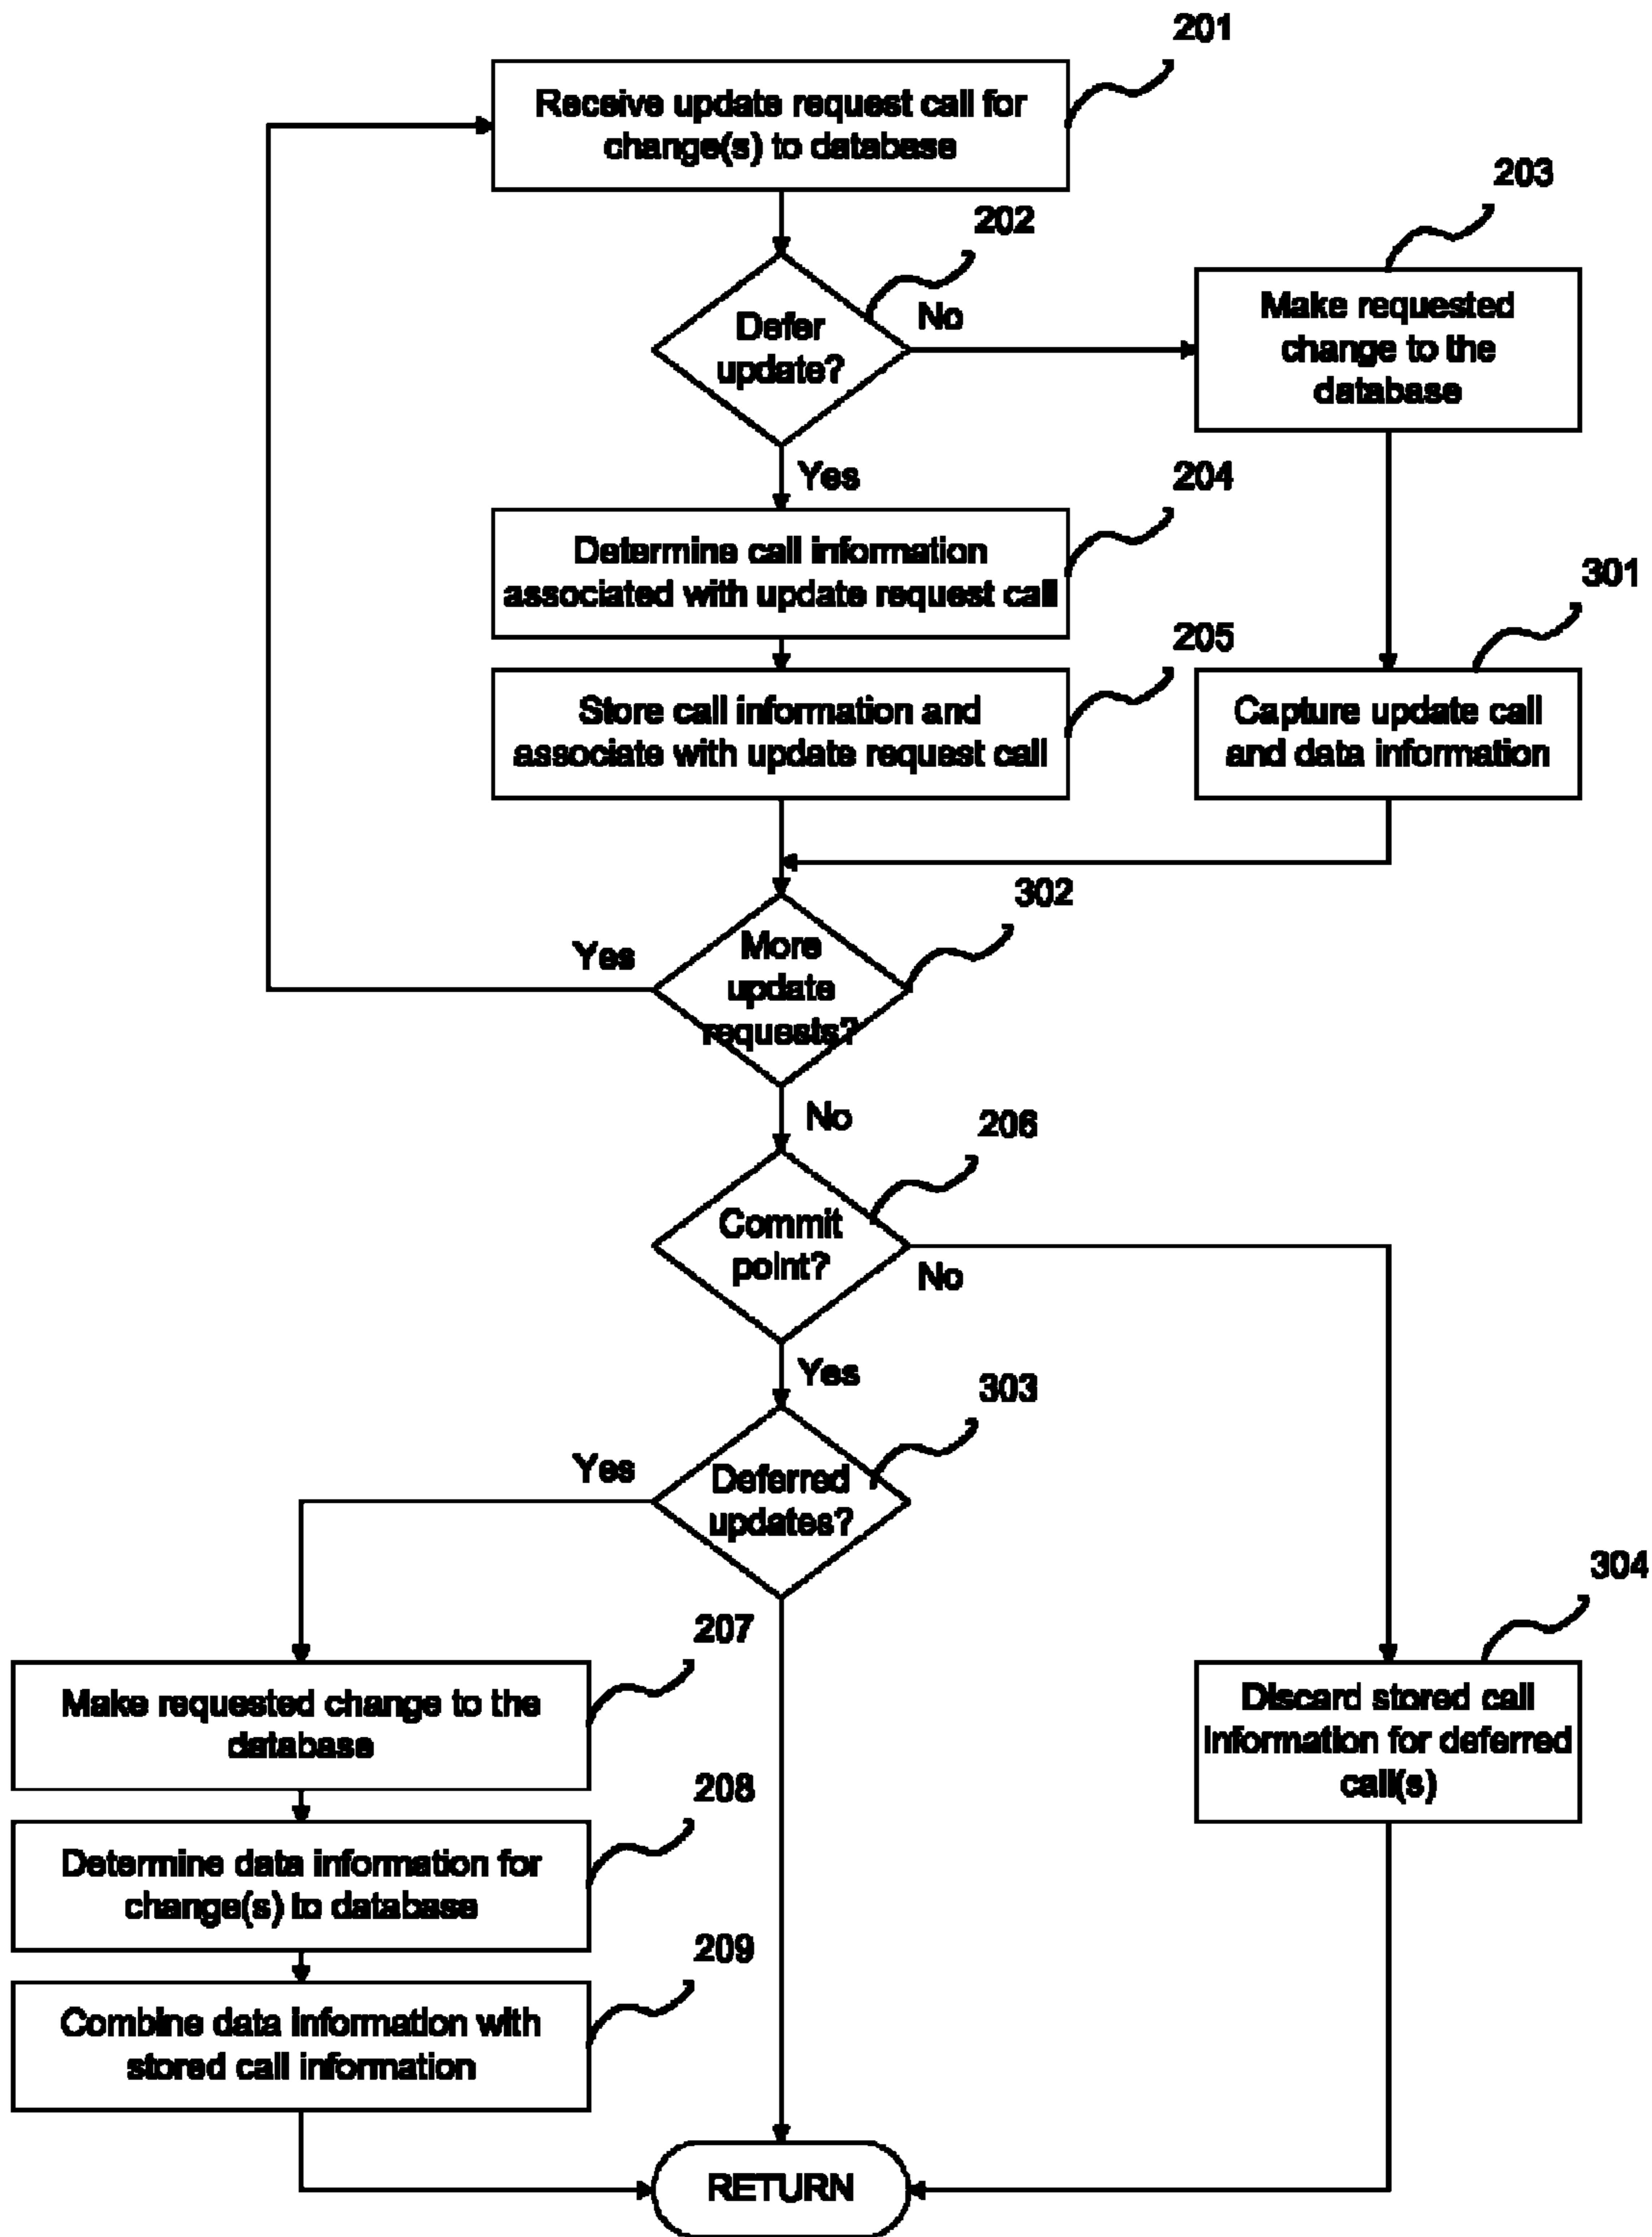 201
Receive update request call for
change(s) to database
202
203
Defer
update?
No
Make requested
change to the
database
Yes
204
Determine call information
associated with update request call
301
205
Store call information and
associate with update request call
Capture update call
and data information
302
More
update
requests?
Yes
No
206
Commit
point?
No
Yes
303
Deferred
updates?
Yes
304
207
Make requested change to the
database
Discard stored call
information for deferred
call(s)
208
Determine data information for
change(s) to database
209
Combine data information with
stored call information
RETURN